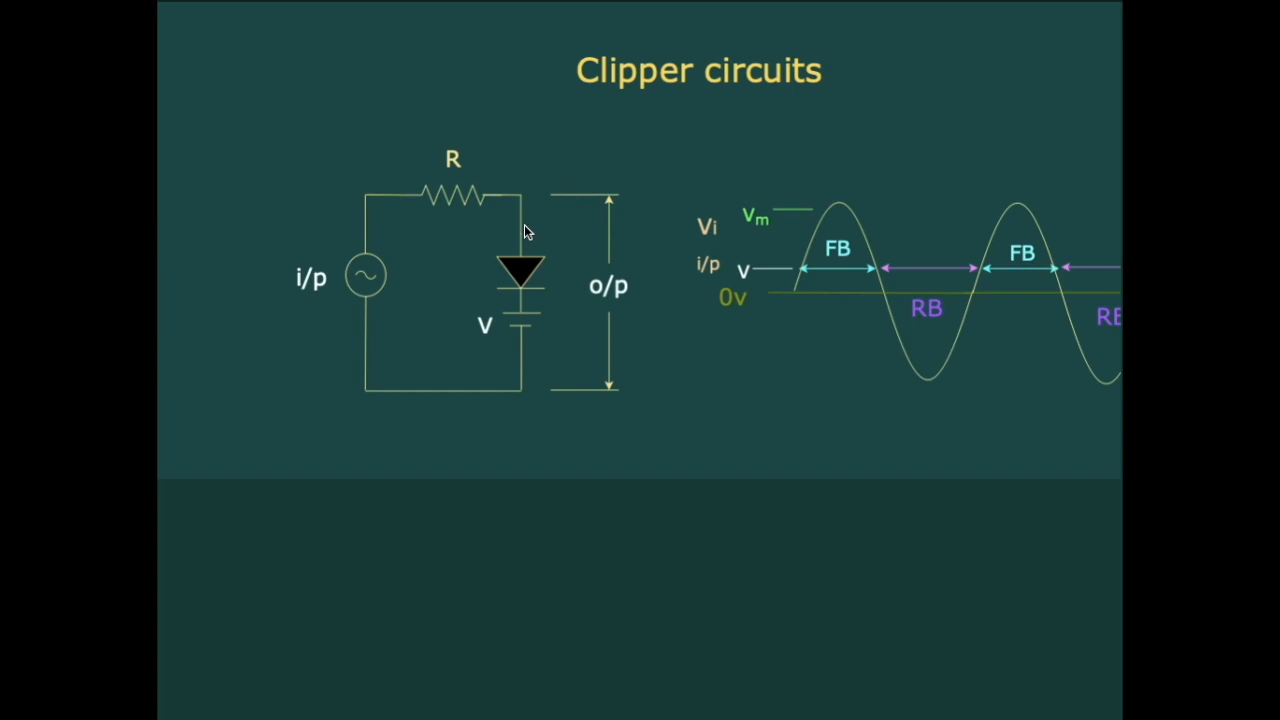 Clipper circuits
R
i/p
V
o/p
Vi
i/p
Vm
V
0v
FB
RB
FB